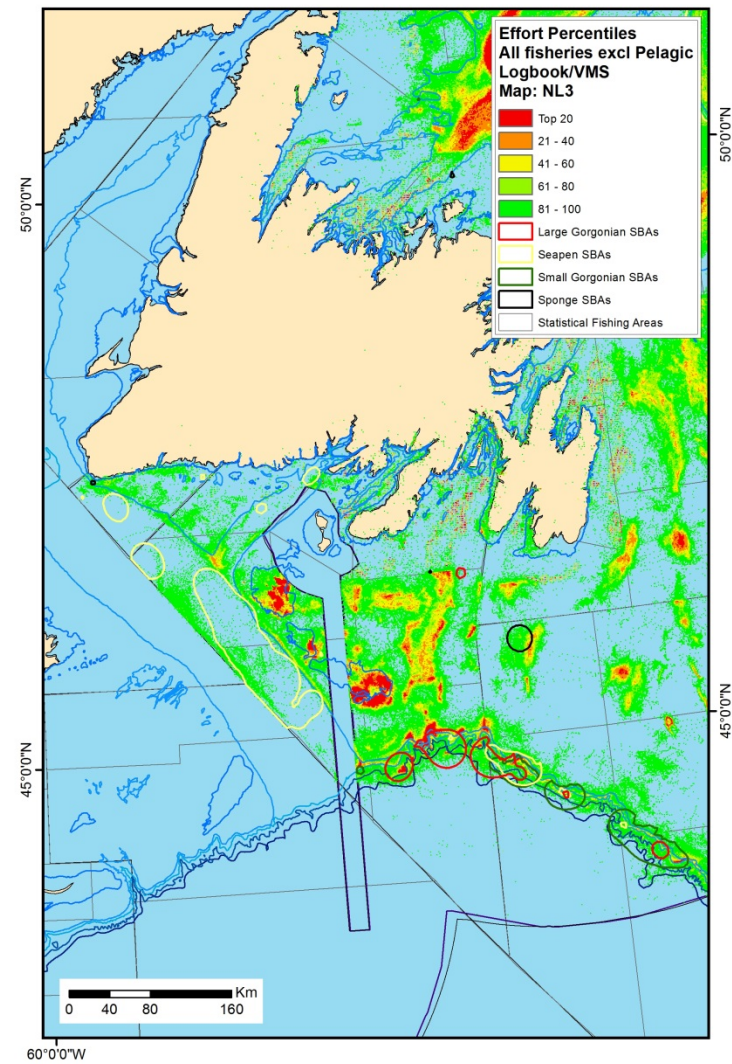 Effort Percentiles
All fisheries excl Pelagic
Logbook/VMS
Map: NL3
Top 20
21 - 40
41 - 60
61 - 80
81 - 100
Large Gorgonian SBAs
Seapen SBAs
Small Gorgonian SBAs
Sponge SBAs
Statistical Fishing Areas
50°0'0"N
50°0'0"N
45°0'0"N
45°0'0"N
Km
0 40 80 160
60°0'0"W